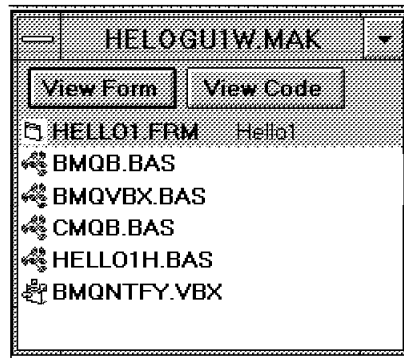 HELOGU1W.MAK
View Form View Code
HELLO1.FRM Hello1
BMQB.BAS
BMQVBX.BAS
CMQB.BAS
HELLO1H.BAS
BMQNTFY.VBX